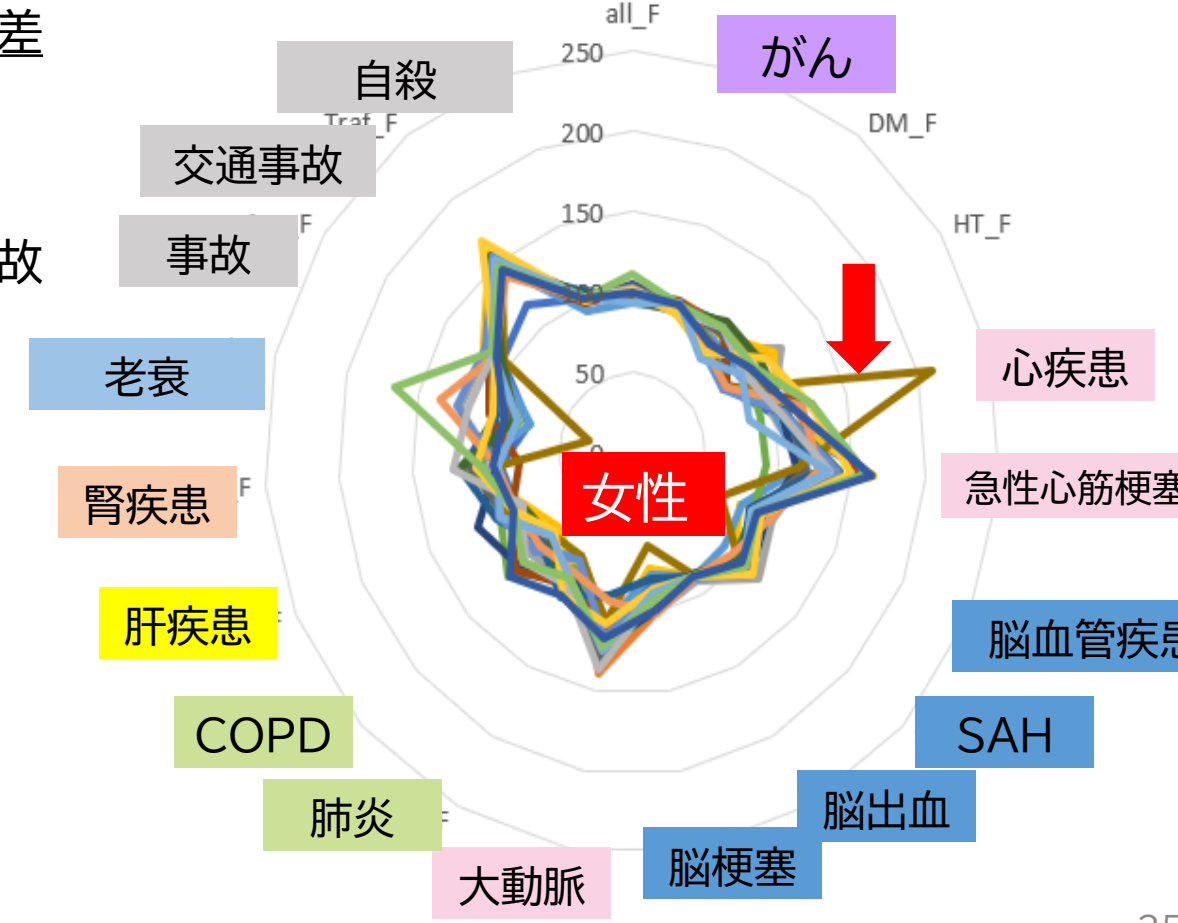 差
all_F
250
がん
自殺
Traf_F
DM_F
200
交通事故
150
HT_F
F
事故
故
100
50
老衰
心疾患
0
女性
F
腎疾患
急性心筋梗塞
肝疾患
脳血管疾患
COPD
SAH
肺炎
脳出血
脳梗塞
大動脈